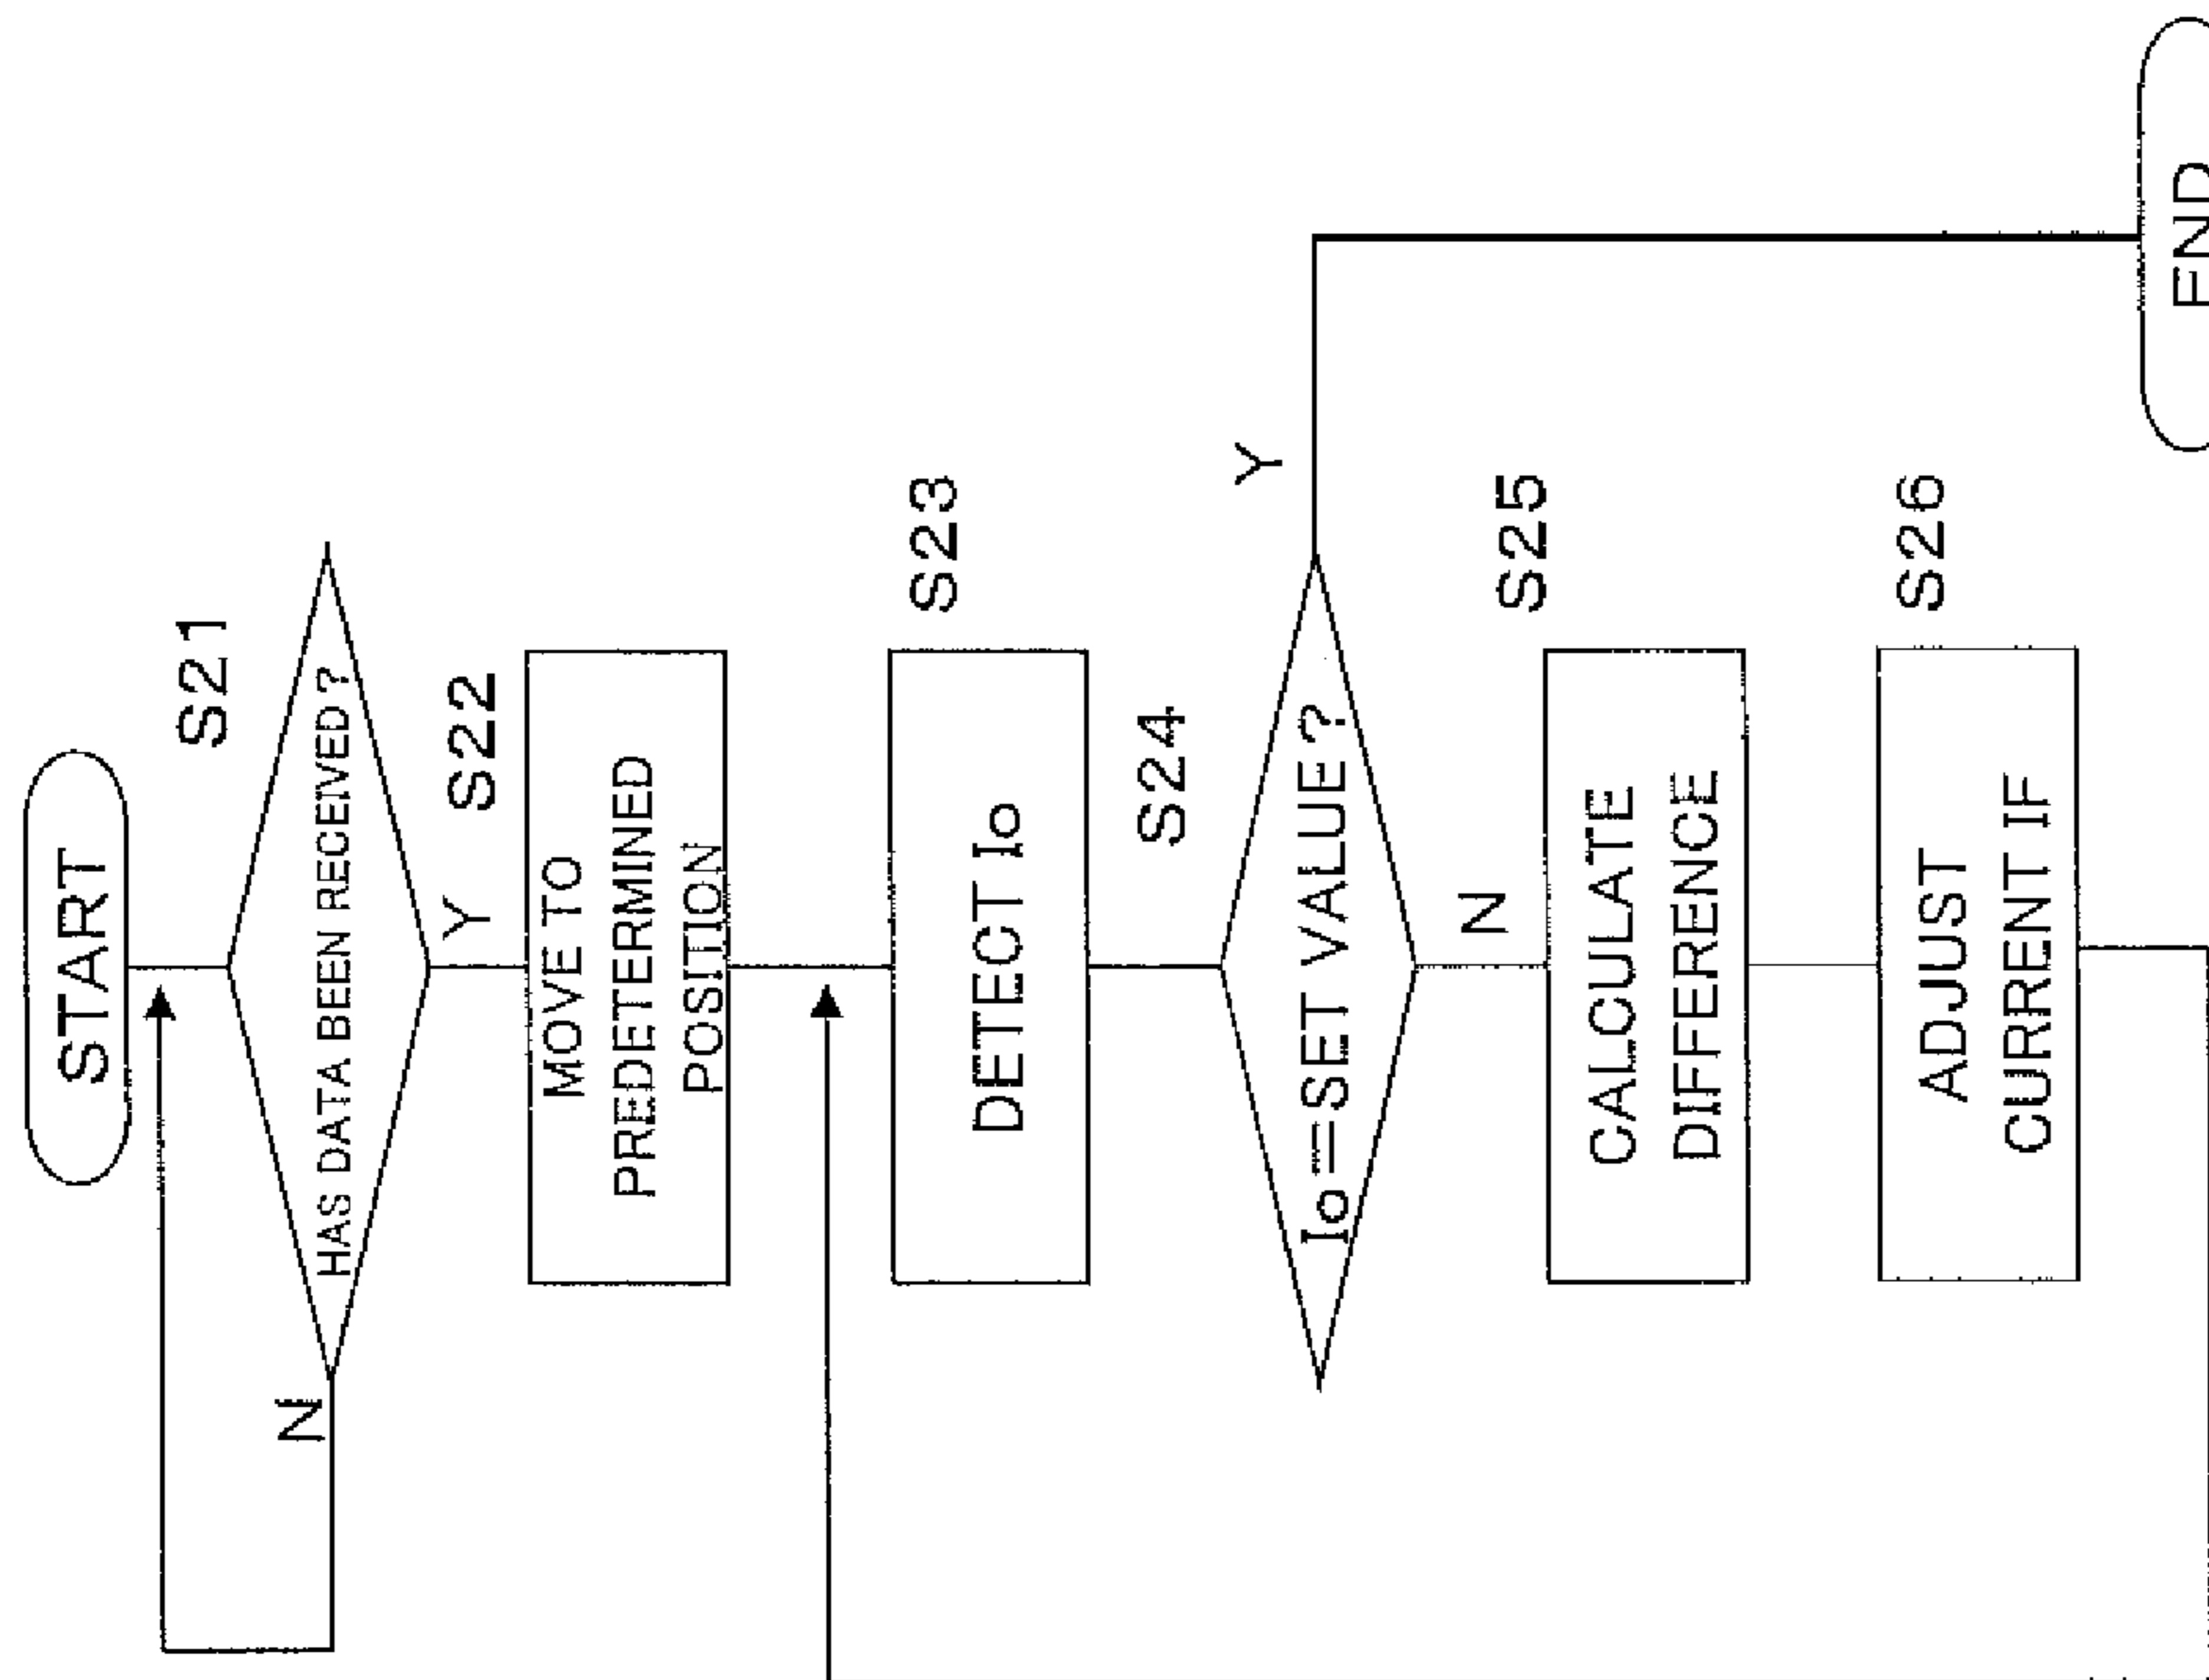 START
S21
HAS DATA BEEN RECEIVED?
N
Y
S22
MOVE TO
PREDETERMINED
POSITION
S23
DETECT Io
S24
Io=SET VALUE?
Y
N
S25
CALCULATE
DIFFERENCE
S26
ADJUST
CURRENT IF
END